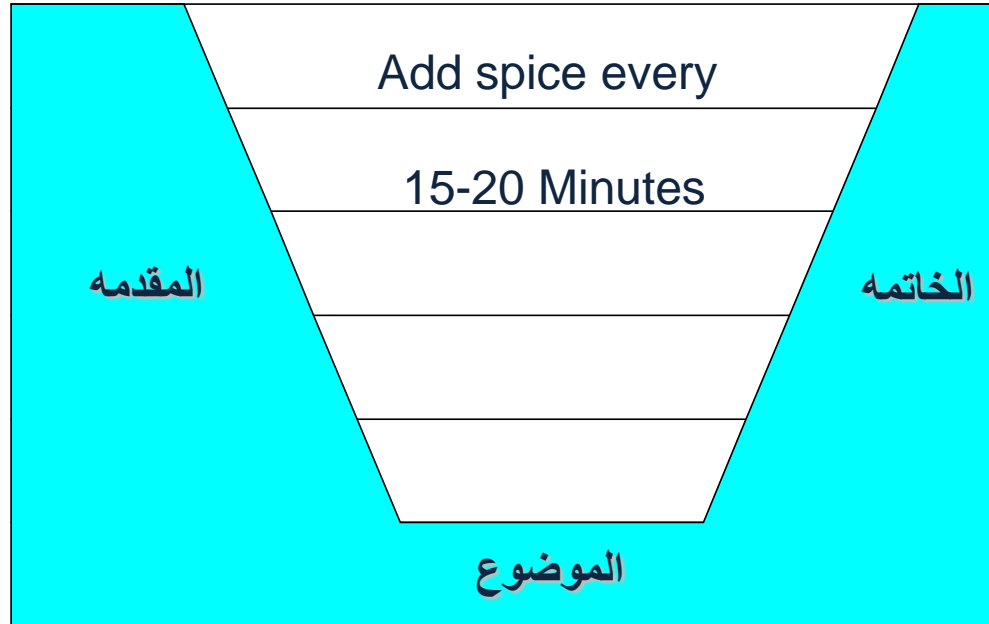 Add spice every
15-20 Minutes
المقدمه
الخاتمه
الموضوع